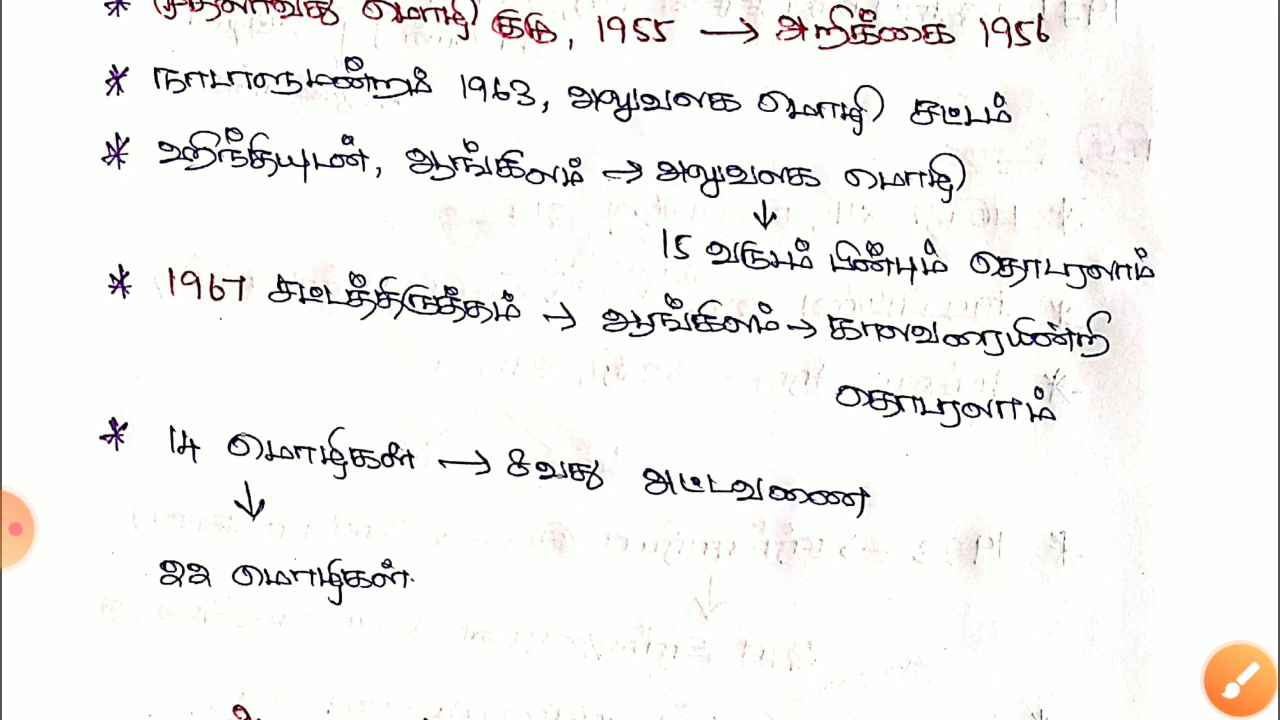 * முதலாவது மொழி குழு, 1955 → அறிக்கை 1956
* நாடாளுமன்றம் 1963, அலுவலக மொழி சட்டம்
* ஹிந்தியுடன், ஆங்கிலம் → அலுவலக மொழி
↓
15 வருடம் பின்பும் தொடரலாம்
* 1967 சட்டத்திருத்தம் → ஆங்கிலம் → காலவரையின்றி
தொடரலாம்
* 14 மொழிகள் → 8வது அட்டவணை
↓
22 மொழிகள்.